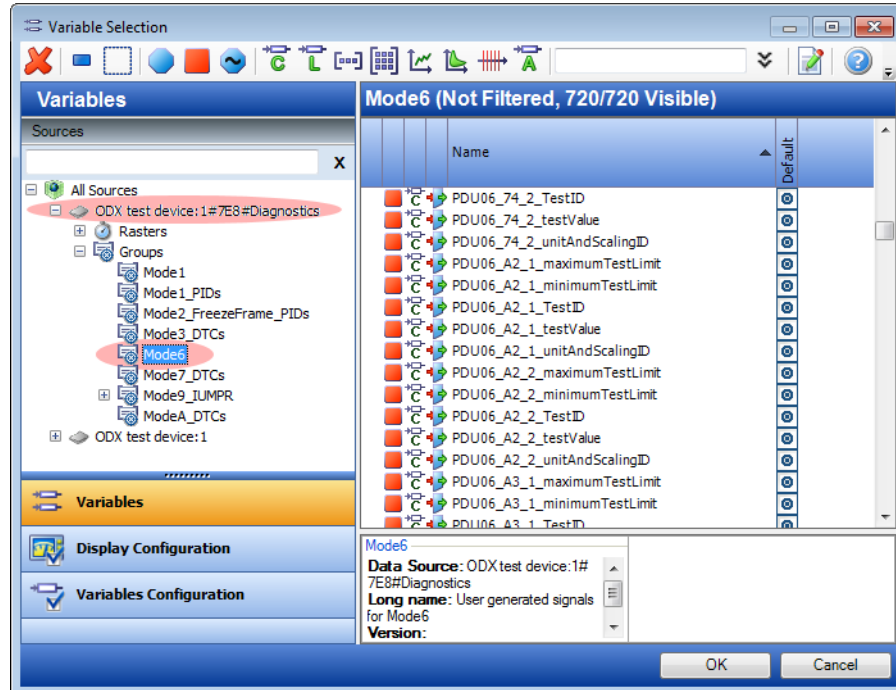 Variable Selection
Variables
Sources
X
All Sources
ODX test device:1#7E8#Diagnostics
Rasters
Groups
Mode1
Mode1_PIDs
Mode2_FreezeFrame_PIDs
Mode3_DTCs
Mode6
Mode7_DTCs
Mode9_IUMPR
ModeA_DTCs
ODX test device:1
Variables
Display Configuration
Variables Configuration
Mode6 (Not Filtered, 720/720 Visible)
Name
Default
PDU06_74_2_TestID
PDU06_74_2_testValue
PDU06_74_2_unitAndScalingID
PDU06_A2_1_maximumTestLimit
PDU06_A2_1_minimumTestLimit
PDU06_A2_1_TestID
PDU06_A2_1_testValue
PDU06_A2_1_unitAndScalingID
PDU06_A2_2_maximumTestLimit
PDU06_A2_2_minimumTestLimit
PDU06_A2_2_TestID
PDU06_A2_2_testValue
PDU06_A2_2_unitAndScalingID
PDU06_A3_1_maximumTestLimit
PDU06_A3_1_minimumTestLimit
PDU06_A3_1_TestID
Mode6
Data Source: ODX test device:1#
7E8#Diagnostics
Long name: User generated signals
for Mode6
Version:
OK
Cancel